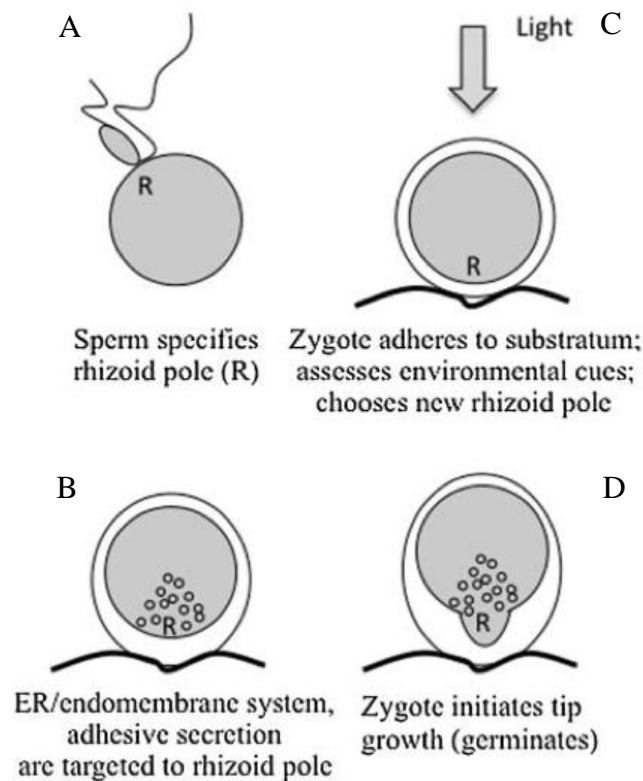 A
R
Sperm specifies
rhizoid pole (R)
Light
C
R
Zygote adheres to substratum;
assesses environmental cues;
chooses new rhizoid pole
B
R
ER/endomembrane system,
adhesive secretion
are targeted to rhizoid pole
D
R
Zygote initiates tip
growth (germinates)